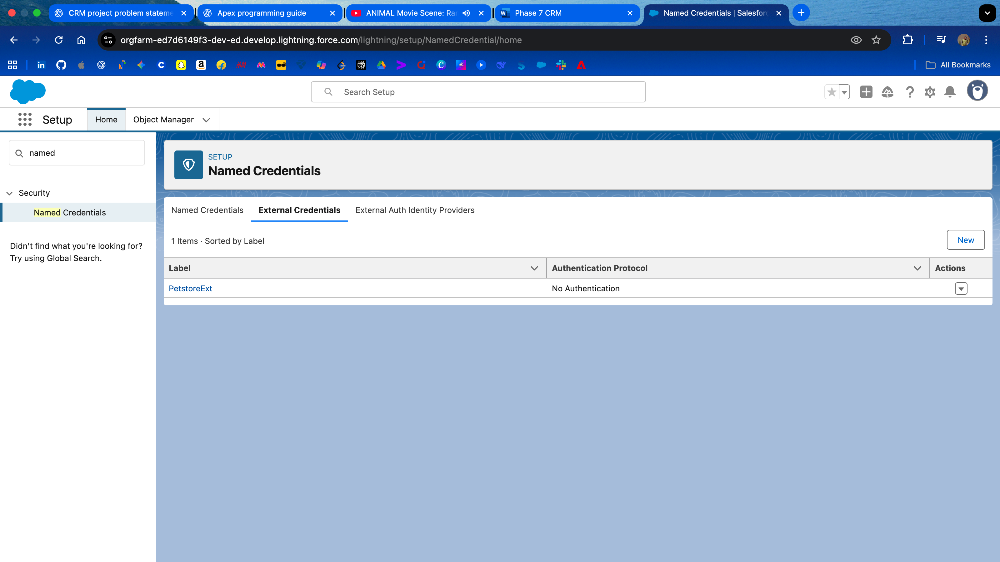 CRM project problem stateme
Apex programming guide
ANIMAL Movie Scene: Ran
Phase 7 CRM
Named Credentials | Salesforc
orgfarm-ed7d6149f3-dev-ed.develop.lightning.force.com/lightning/setup/NamedCredential/home
All Bookmarks
Search Setup
Setup
Home
Object Manager
named
Security
Named Credentials
Didn't find what you're looking for?
Try using Global Search.
SETUP
Named Credentials
Named Credentials
External Credentials
External Auth Identity Providers
1 Items · Sorted by Label
New
Label
Authentication Protocol
Actions
PetstoreExt
No Authentication